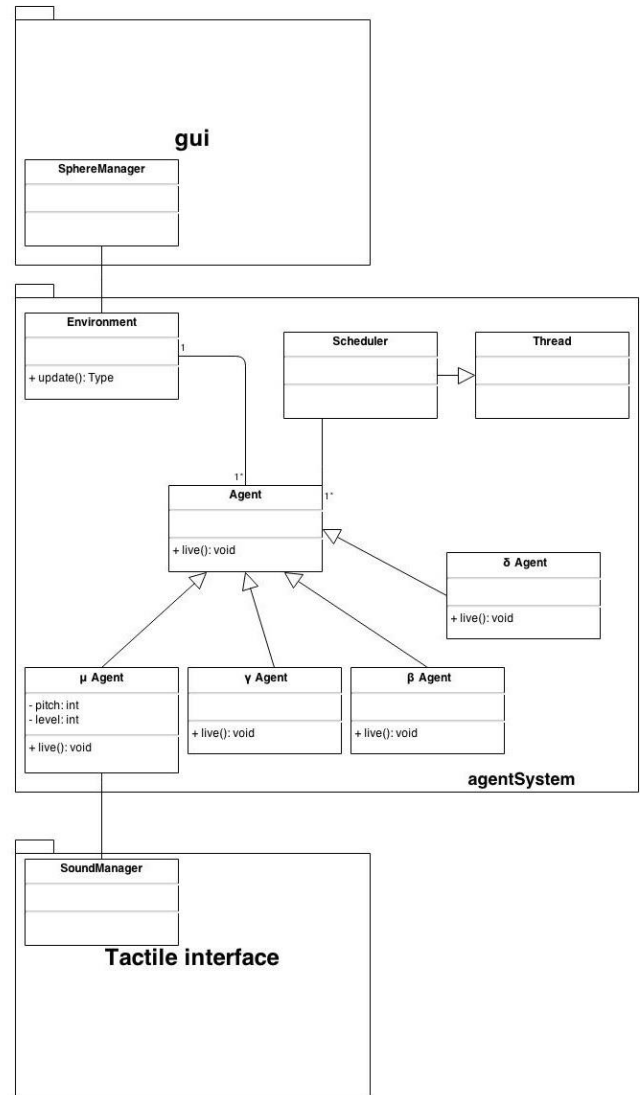 gui
SphereManager
Environment
+ update(): Type
1
Scheduler
Thread
1*
Agent
1*
+ live(): void
δ Agent
+ live(): void
μ Agent
- pitch: int
- level: int
+ live(): void
γ Agent
+ live(): void
β Agent
+ live(): void
agentSystem
SoundManager
Tactile interface